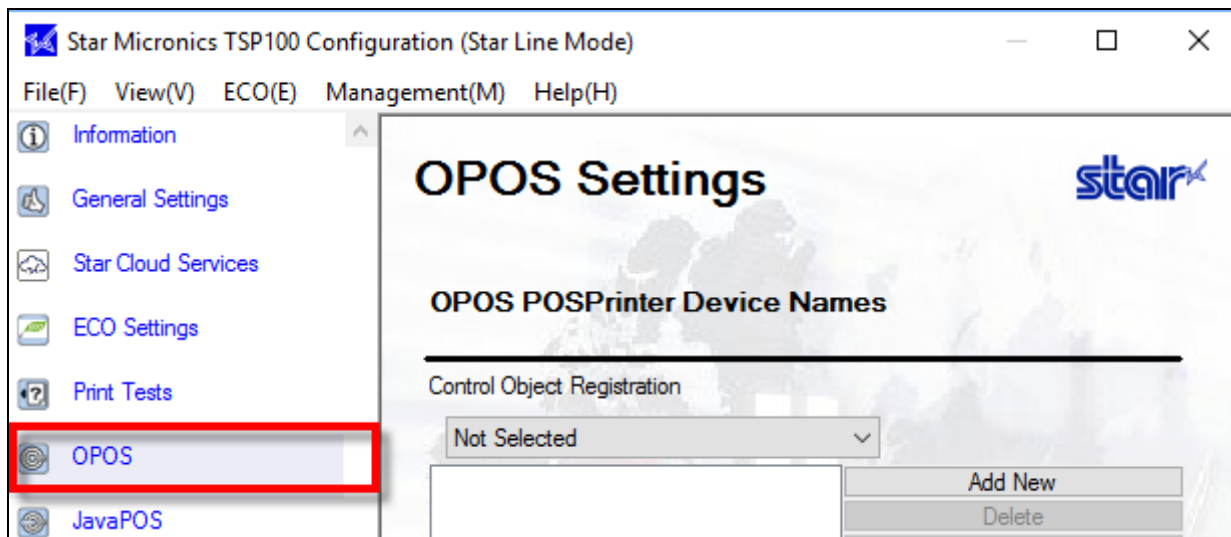 Star Micronics TSP100 Configuration (Star Line Mode)
File(F) View(V) ECO(E) Management(M) Help(H)
Information
General Settings
Star Cloud Services
ECO Settings
Print Tests
OPOS
JavaPOS
OPOS Settings
star
OPOS POSPrinter Device Names
Control Object Registration
Not Selected
Add New
Delete